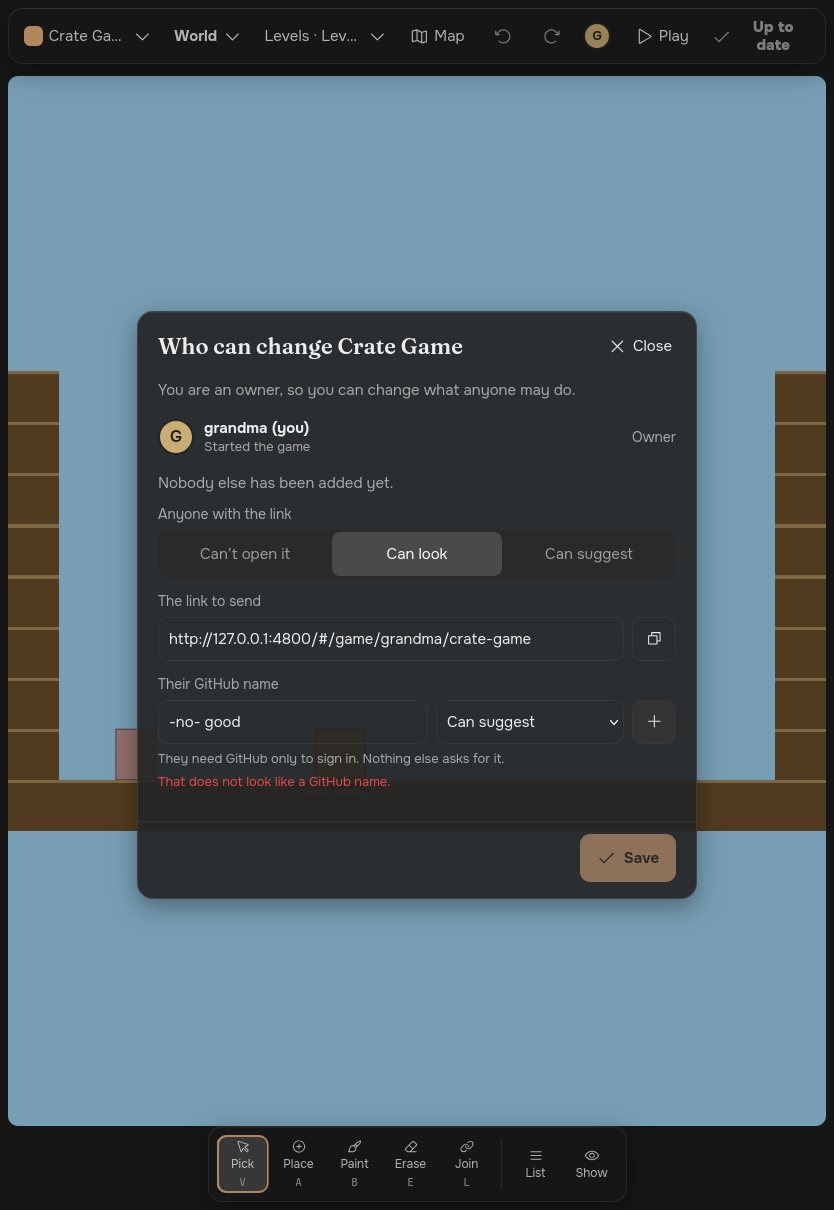 Crate Ga...
World
Levels · Lev...
Map
G
Play
Up to
date
Who can change Crate Game
Close
You are an owner, so you can change what anyone may do.
G
grandma (you)
Started the game
Owner
Nobody else has been added yet.
Anyone with the link
Can't open it
Can look
Can suggest
The link to send
http://127.0.0.1:4800/#/game/grandma/crate-game
Their GitHub name
-no- good
Can suggest
They need GitHub only to sign in. Nothing else asks for it.
That does not look like a GitHub name.
Save
Pick
V
Place
A
Paint
B
Erase
E
Join
L
List
Show